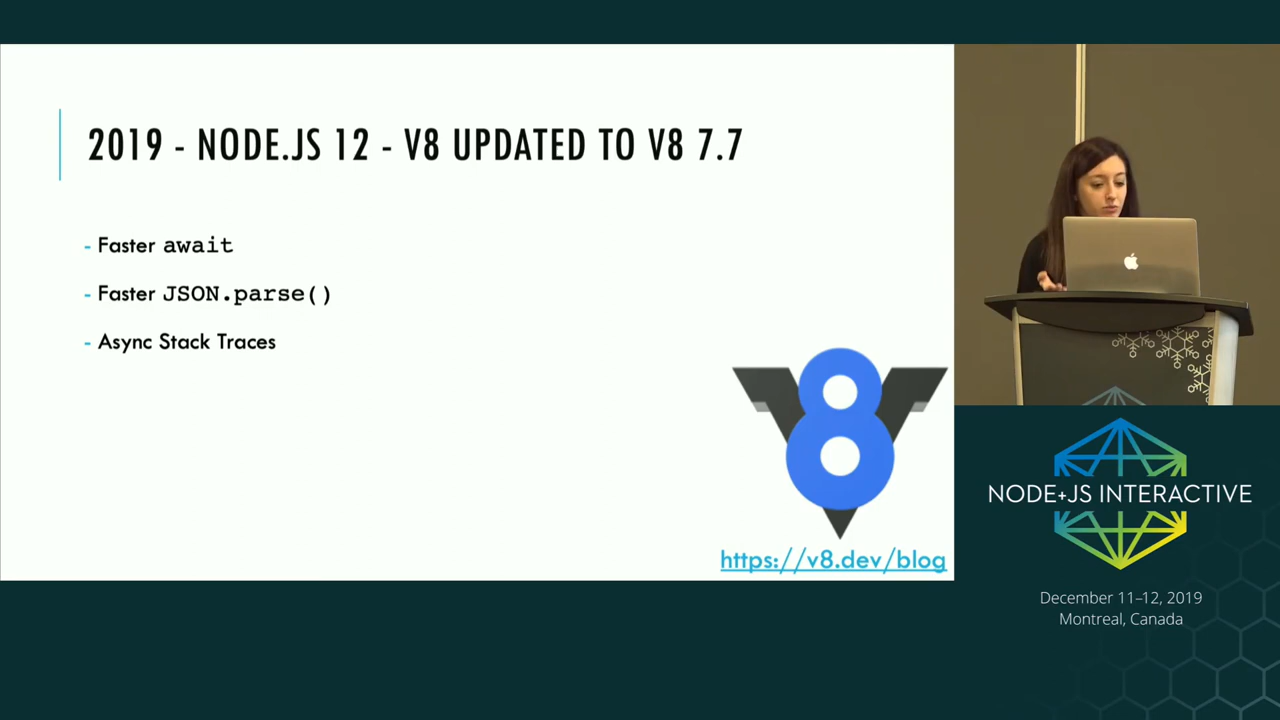 2019 - NODE.JS 12 - V8 UPDATED TO V8 7.7
- Faster await
- Faster JSON.parse()
- Async Stack Traces
V8
https://v8.dev/blog
NODE+JS INTERACTIVE
December 11–12, 2019
Montreal, Canada